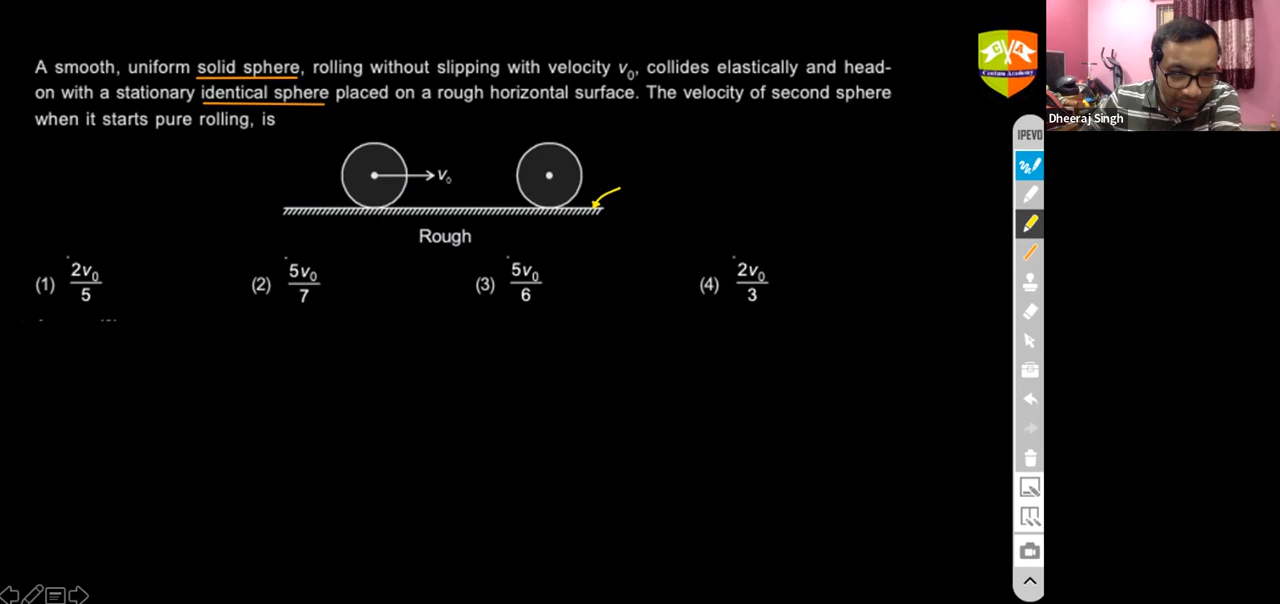 A smooth, uniform solid sphere, rolling without slipping with velocity v₀, collides elastically and head-
on with a stationary identical sphere placed on a rough horizontal surface. The velocity of second sphere
when it starts pure rolling, is
v₀
Rough
(1) 2v₀/5 (2) 5v₀/7 (3) 5v₀/6 (4) 2v₀/3
C A
Centum Academy
Dheeraj Singh
IPEVO